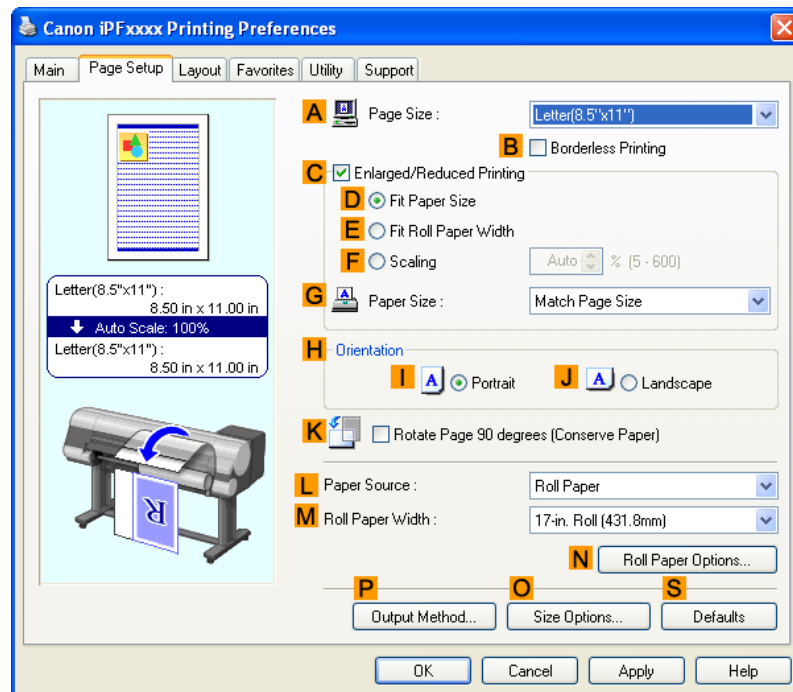 Canon iPFxxxx Printing Preferences
Main Page Setup Layout Favorites Utility Support
A Page Size : Letter(8.5"x11")
B Borderless Printing
C Enlarged/Reduced Printing
D Fit Paper Size
E Fit Roll Paper Width
F Scaling Auto % (5 - 600)
G Paper Size : Match Page Size
Letter(8.5"x11") :
8.50 in x 11.00 in
Auto Scale: 100%
Letter(8.5"x11") :
8.50 in x 11.00 in
H Orientation
I A Portrait J A Landscape
K Rotate Page 90 degrees (Conserve Paper)
L Paper Source : Roll Paper
M Roll Paper Width : 17-in. Roll (431.8mm)
R
N Roll Paper Options...
P O S
Output Method... Size Options... Defaults
OK Cancel Apply Help